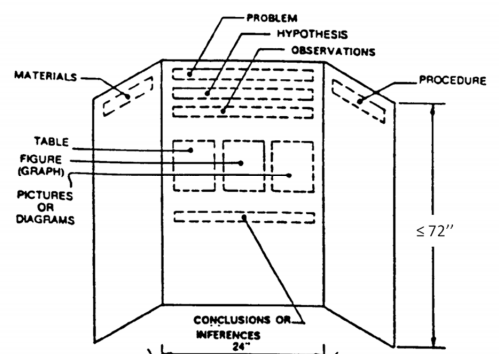 PROBLEM
HYPOTHESIS
OBSERVATIONS
MATERIALS
PROCEDURE
TABLE
FIGURE
(GRAPH)
PICTURES
OR
DIAGRAMS
≤ 72"
CONCLUSIONS OR
INFERENCES
24"